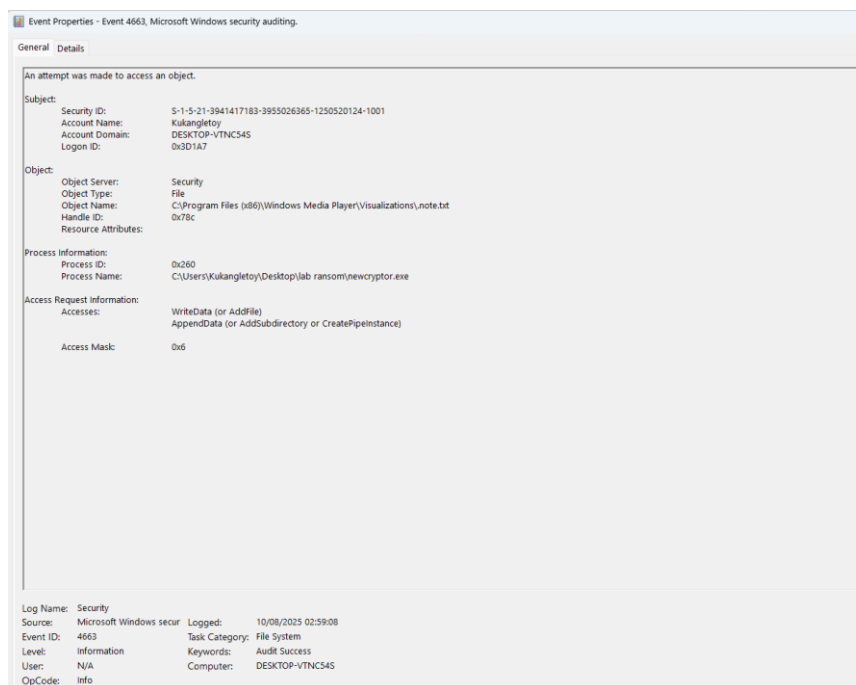 Event Properties - Event 4663, Microsoft Windows security auditing.
General Details
An attempt was made to access an object.
Subject:
Security ID: S-1-5-21-3941417183-3955026365-1250520124-1001
Account Name: Kukangletoy
Account Domain: DESKTOP-VTNC54S
Logon ID: 0x3D1A7
Object:
Object Server: Security
Object Type: File
Object Name: C:\Program Files (x86)\Windows Media Player\Visualizations\.note.txt
Handle ID: 0x78c
Resource Attributes:
Process Information:
Process ID: 0x260
Process Name: C:\Users\Kukangletoy\Desktop\lab ransom\newcryptor.exe
Access Request Information:
Accesses: WriteData (or AddFile)
AppendData (or AddSubdirectory or CreatePipeInstance)
Access Mask: 0x6
Log Name: Security
Source: Microsoft Windows secur Logged: 10/08/2025 02:59:08
Event ID: 4663 Task Category: File System
Level: Information Keywords: Audit Success
User: N/A Computer: DESKTOP-VTNC54S
OpCode: Info